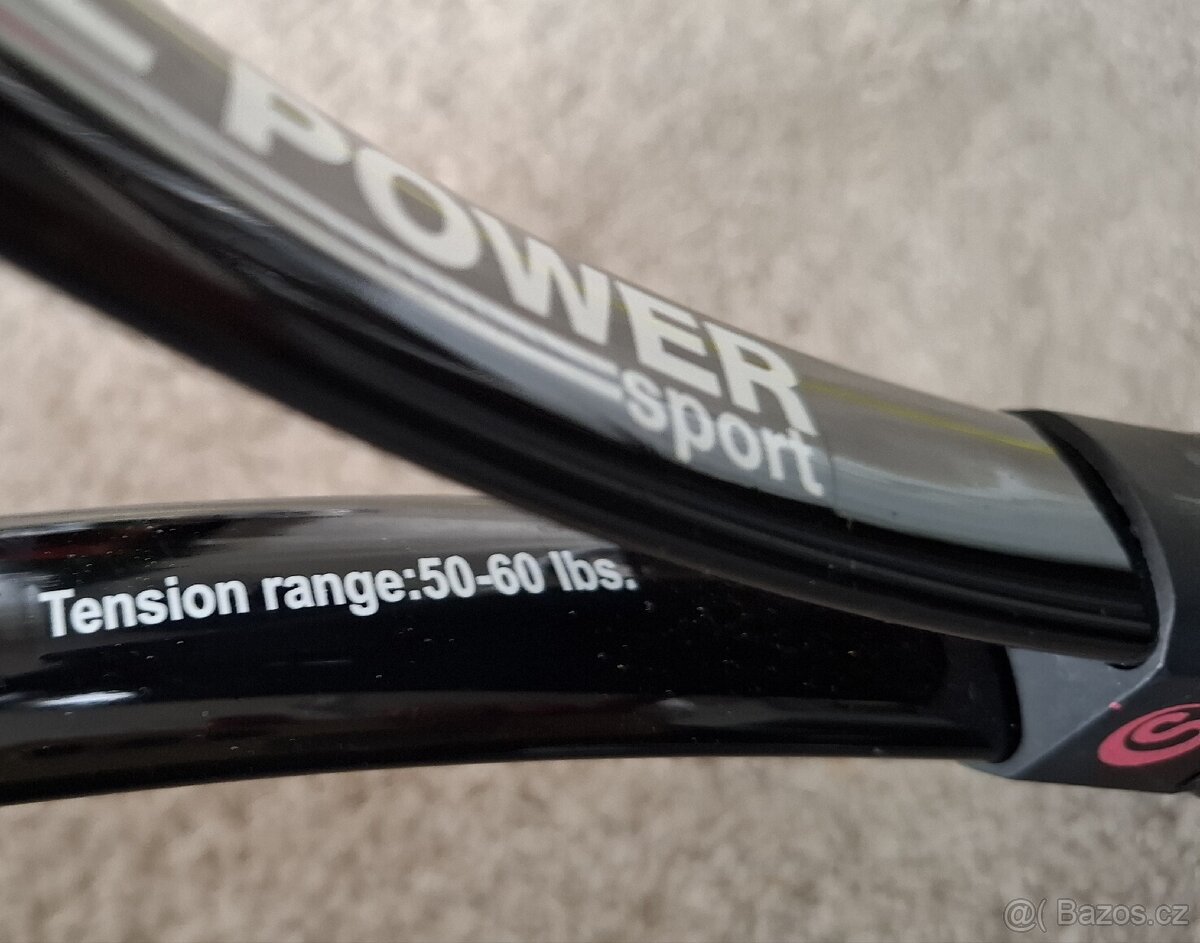 POWER
sport
Tension range:50-60 lbs.
@( Bazos.cz